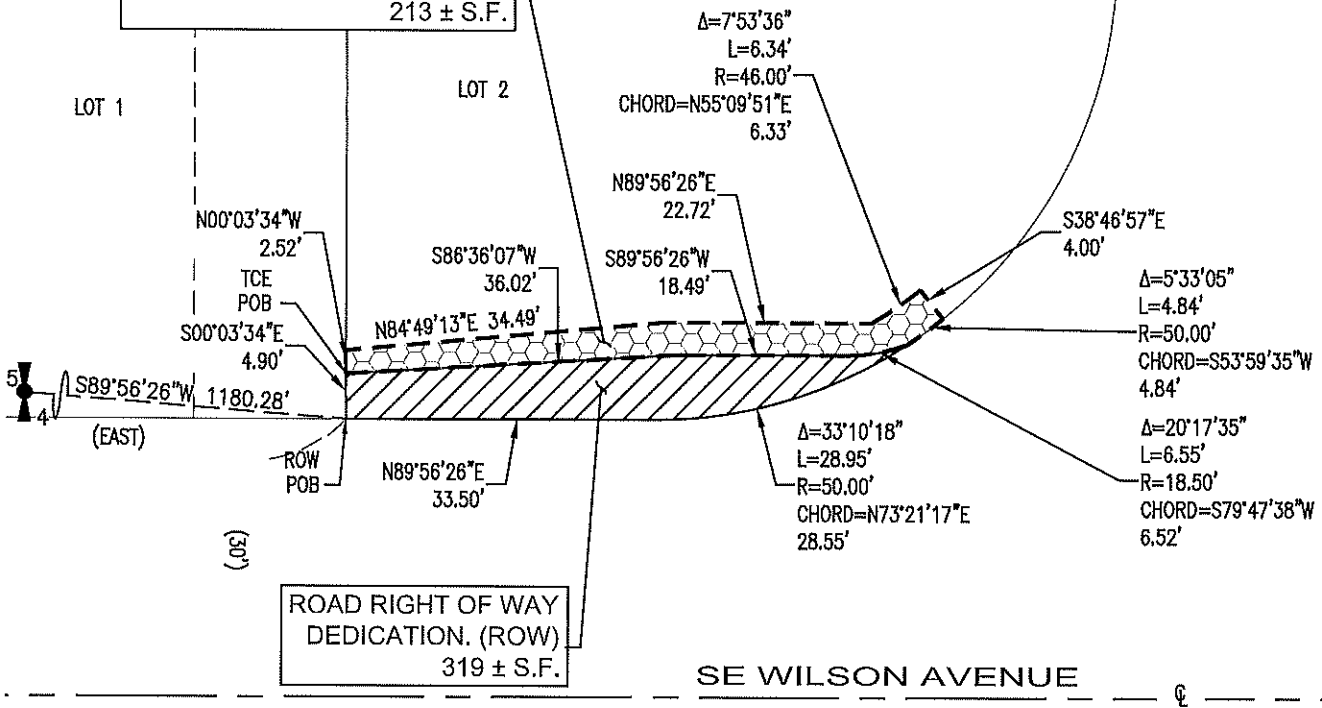 213 ± S.F.
Δ=7°53'36"
L=6.34'
R=46.00'
CHORD=N55°09'51"E
6.33'
LOT 1
LOT 2
N89°56'26"E
22.72'
N00°03'34"W
2.52'
S38°46'57"E
4.00'
S86°36'07"W
36.02'
S89°56'26"W
18.49'
TCE
POB
Δ=5°33'05"
L=4.84'
R=50.00'
CHORD=S53°59'35"W
4.84'
N84°49'13"E 34.49'
S00°03'34"E
4.90'
5
4
S89°56'26"W 1180.28'
(EAST)
ROW
POB
N89°56'26"E
33.50'
Δ=33°10'18"
L=28.95'
R=50.00'
CHORD=N73°21'17"E
28.55'
Δ=20°17'35"
L=6.55'
R=18.50'
CHORD=S79°47'38"W
6.52'
(30')
ROAD RIGHT OF WAY
DEDICATION. (ROW)
319 ± S.F.
SE WILSON AVENUE
℄